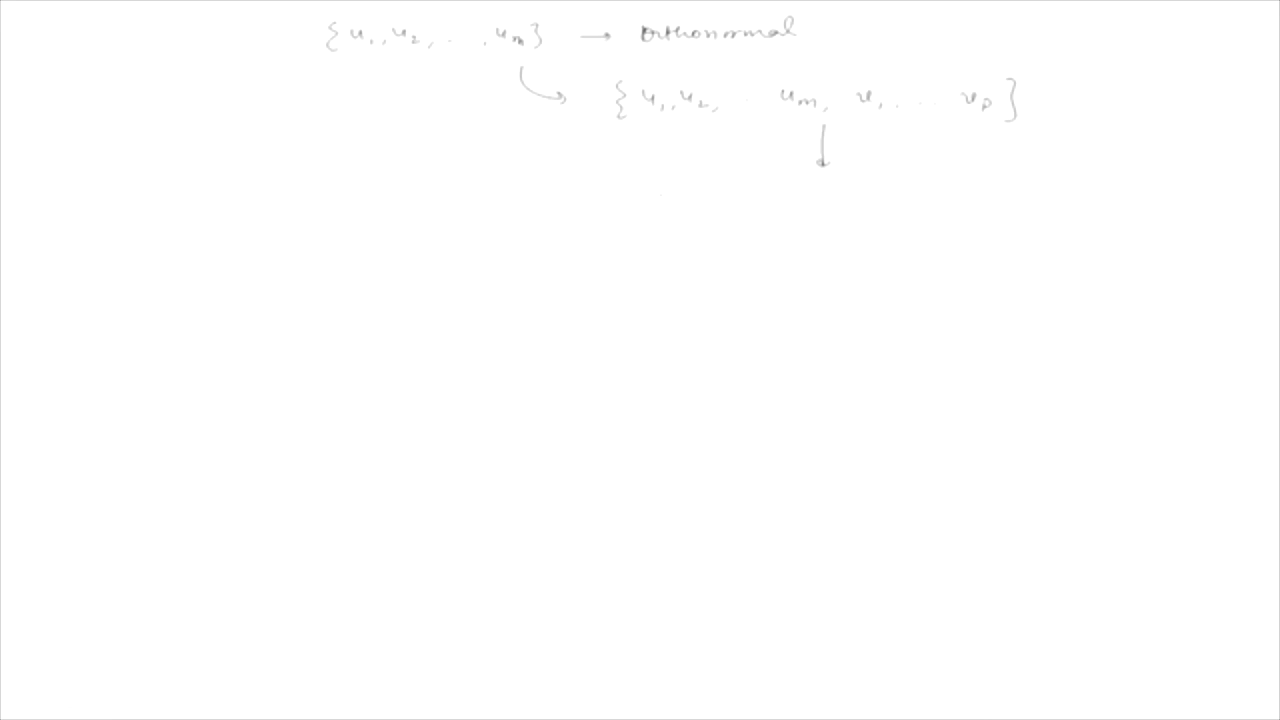 {u₁, u₂, . . , uₘ} → Orthonormal
{u₁, u₂, . uₘ, v₁, . . . vₚ}